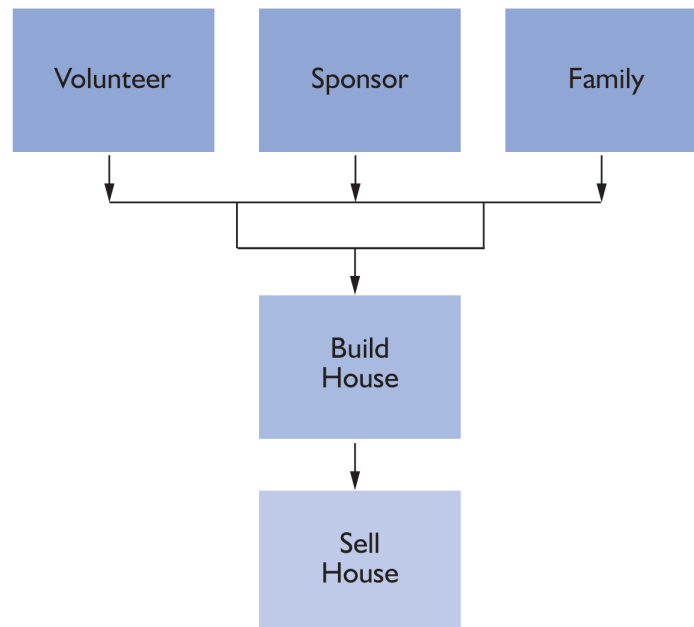 Volunteer
Sponsor
Family
Build
House
Sell
House